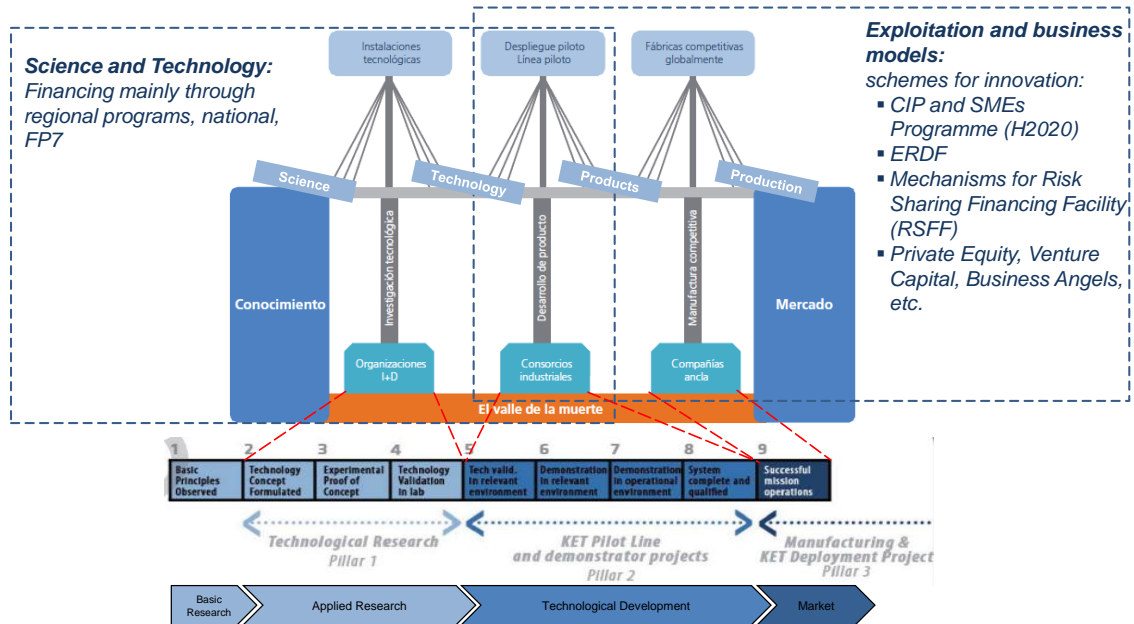 Science and Technology:
Financing mainly through
regional programs, national,
FP7
Instalaciones
tecnológicas
Despliegue piloto
Línea piloto
Fábricas competitivas
globalmente
Exploitation and business
models:
schemes for innovation:
▪ CIP and SMEs
Programme (H2020)
▪ ERDF
▪ Mechanisms for Risk
Sharing Financing Facility
(RSFF)
▪ Private Equity, Venture
Capital, Business Angels,
etc.
Science
Technology
Products
Production
Conocimiento
Investigación tecnológica
Desarrollo de producto
Manufactura competitiva
Mercado
Organizaciones
I+D
Consorcios
industriales
Compañías
ancla
El valle de la muerte
1
2
3
4
5
6
7
8
9
Basic
Principles
Observed
Technology
Concept
Formulated
Experimental
Proof of
Concept
Technology
Validation
in lab
Tech valid.
in relevant
environment
Demonstration
in relevant
environment
Demonstration
in operational
environment
System
complete and
qualified
Successful
mission
operations
Technological Research
Pillar 1
KET Pilot Line
and demonstrator projects
Pillar 2
Manufacturing &
KET Deployment Project
Pillar 3
Basic
Research
Applied Research
Technological Development
Market